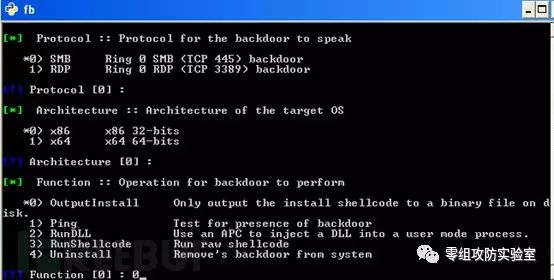 fb
[*] Protocol :: Protocol for the backdoor to speak
*0) SMB Ring 0 SMB (TCP 445) backdoor
1) RDP Ring 0 RDP (TCP 3389) backdoor
[?] Protocol [0] :
[*] Architecture :: Architecture of the target OS
*0) x86 x86 32-bits
1) x64 x64 64-bits
[?] Architecture [0] :
[*] Function :: Operation for backdoor to perform
*0) OutputInstall Only output the install shellcode to a binary file on d
isk.
1) Ping Test for presence of backdoor
2) RunDLL Use an APC to inject a DLL into a user mode process.
3) RunShellcode Run raw shellcode
4) Uninstall Remove's backdoor from system
[?] Function [0] : 0
REEBUF
零组攻防实验室